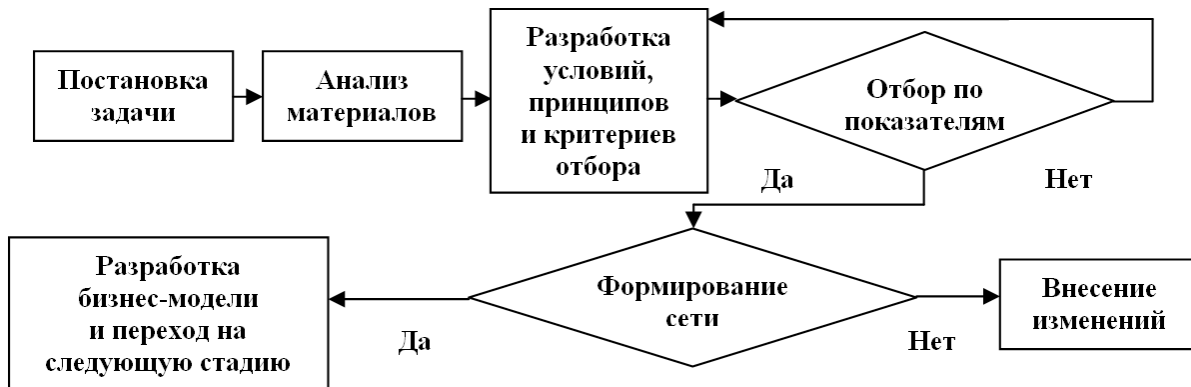 Постановка
задачи
Анализ
материалов
Разработка
условий,
принципов
и критериев
отбора
Отбор по
показателям
Да
Нет
Разработка
бизнес-модели
и переход на
следующую стадию
Да
Формирование
сети
Нет
Внесение
изменений